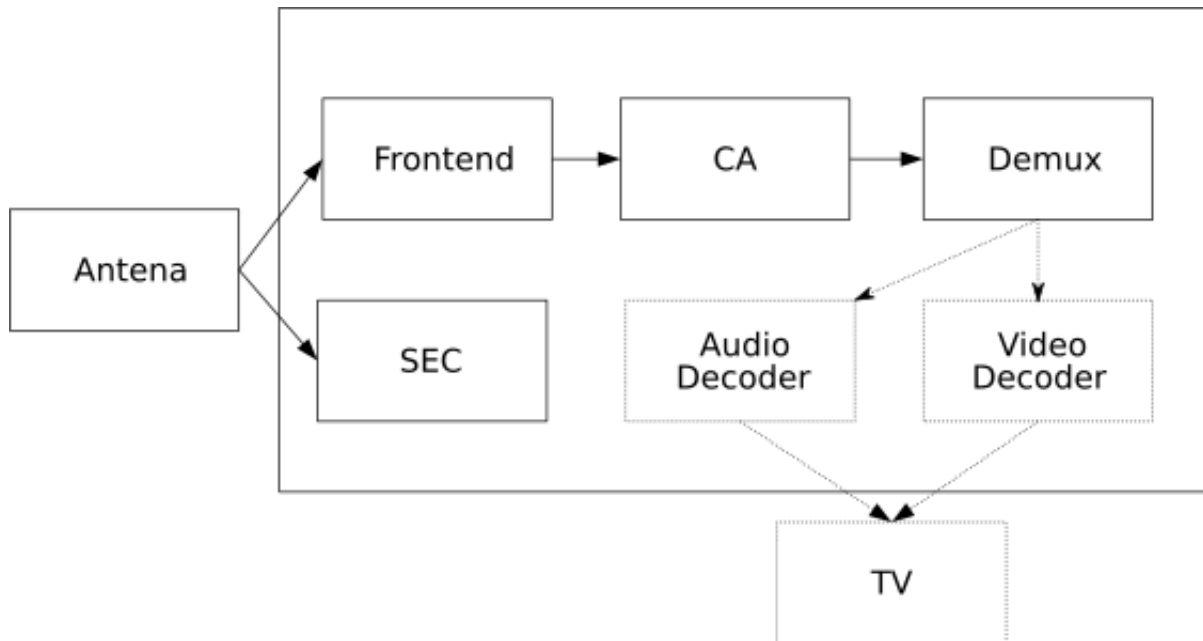 Frontend
CA
Demux
Antena
SEC
Audio
Decoder
Video
Decoder
TV